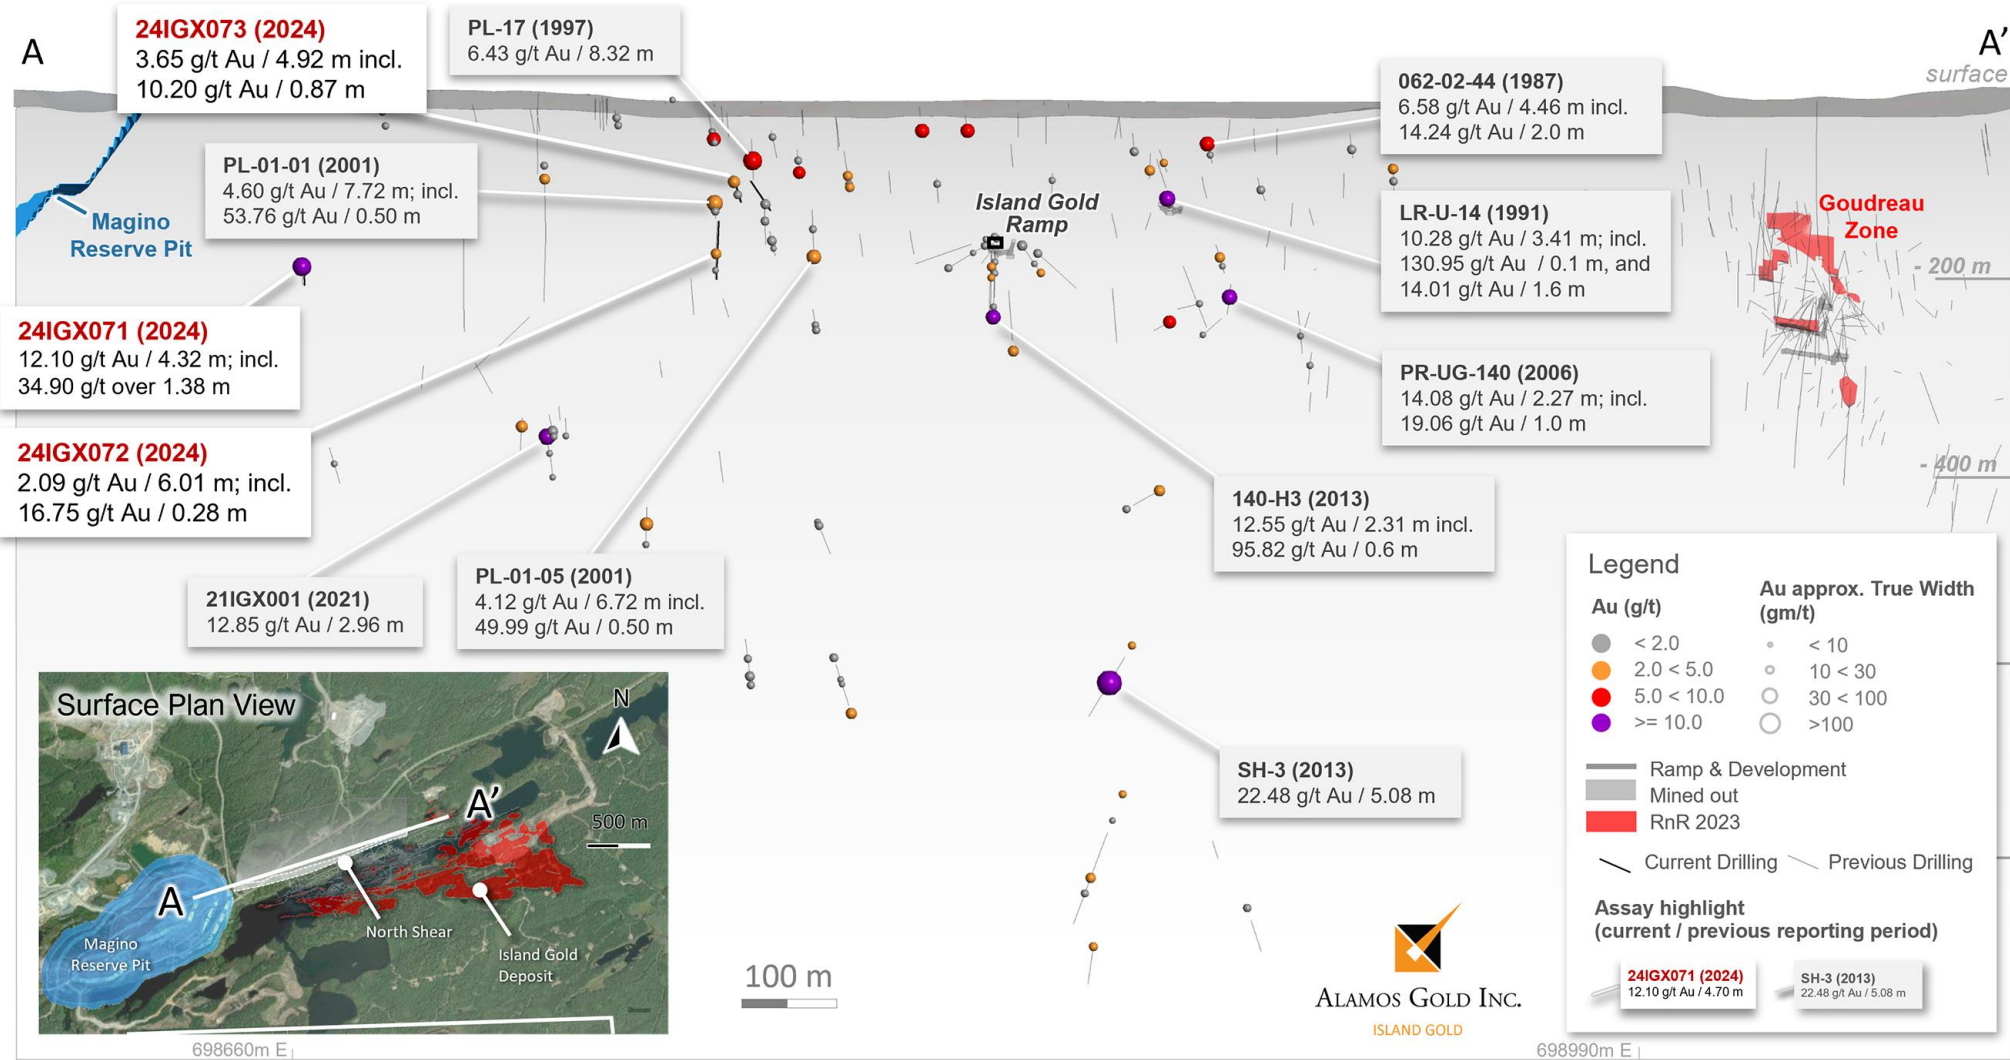 A
A'
surface
24IGX073 (2024)
3.65 g/t Au / 4.92 m incl.
10.20 g/t Au / 0.87 m
PL-17 (1997)
6.43 g/t Au / 8.32 m
062-02-44 (1987)
6.58 g/t Au / 4.46 m incl.
14.24 g/t Au / 2.0 m
PL-01-01 (2001)
4.60 g/t Au / 7.72 m; incl.
53.76 g/t Au / 0.50 m
Magino
Reserve Pit
Island Gold
Ramp
LR-U-14 (1991)
10.28 g/t Au / 3.41 m; incl.
130.95 g/t Au / 0.1 m, and
14.01 g/t Au / 1.6 m
Goudreau
Zone
- 200 m
24IGX071 (2024)
12.10 g/t Au / 4.32 m; incl.
34.90 g/t over 1.38 m
PR-UG-140 (2006)
14.08 g/t Au / 2.27 m; incl.
19.06 g/t Au / 1.0 m
24IGX072 (2024)
2.09 g/t Au / 6.01 m; incl.
16.75 g/t Au / 0.28 m
- 400 m
140-H3 (2013)
12.55 g/t Au / 2.31 m incl.
95.82 g/t Au / 0.6 m
21IGX001 (2021)
12.85 g/t Au / 2.96 m
PL-01-05 (2001)
4.12 g/t Au / 6.72 m incl.
49.99 g/t Au / 0.50 m
SH-3 (2013)
22.48 g/t Au / 5.08 m
Legend
Au (g/t)
< 2.0
2.0 < 5.0
5.0 < 10.0
>= 10.0
Au approx. True Width
(gm/t)
< 10
10 < 30
30 < 100
>100
Ramp & Development
Mined out
RnR 2023
Current Drilling
Previous Drilling
Assay highlight
(current / previous reporting period)
24IGX071 (2024)
12.10 g/t Au / 4.70 m
SH-3 (2013)
22.48 g/t Au / 5.08 m
Surface Plan View
N
A'
500 m
A
North Shear
Magino
Reserve Pit
Island Gold
Deposit
100 m
ALAMOS GOLD INC.
ISLAND GOLD
698660m E
698990m E